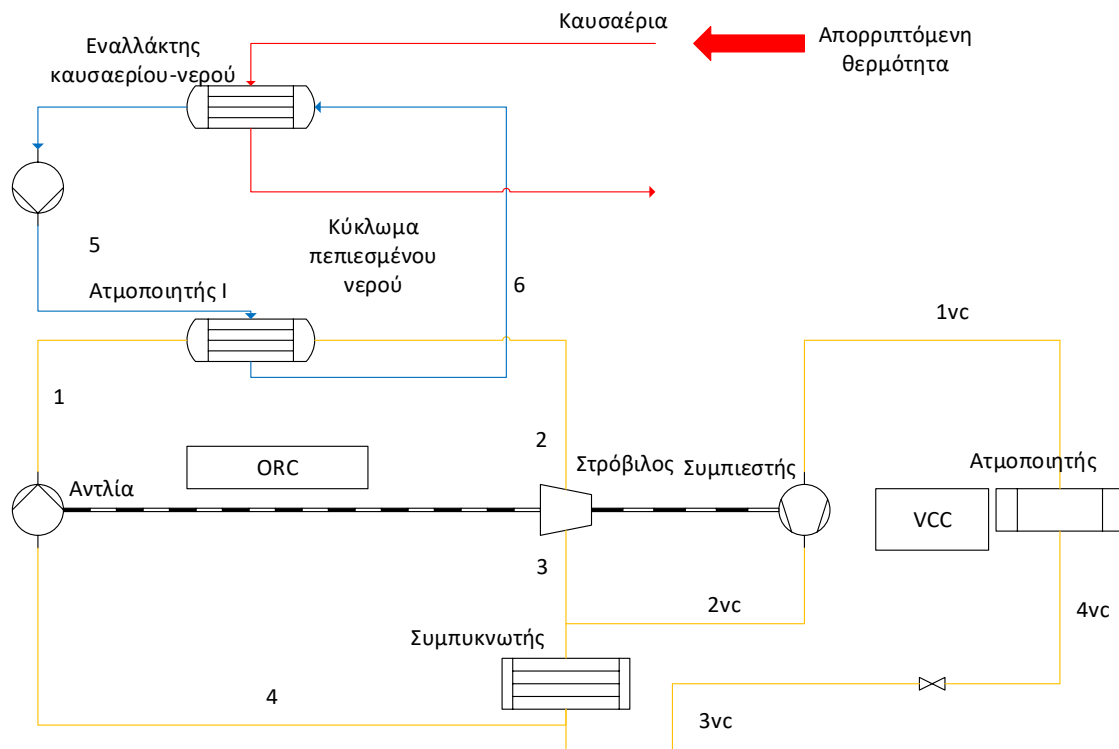 Καυσαέρια
Εναλλάκτης
καυσαερίου-νερού
Απορριπτόμενη
θερμότητα
Κύκλωμα
πεπιεσμένου
νερού
5
6
Ατμοποιητής Ι
1vc
1
2
ORC
Αντλία
Στρόβιλος
Συμπιεστής
Ατμοποιητής
VCC
3
2vc
4vc
Συμπυκνωτής
4
3vc